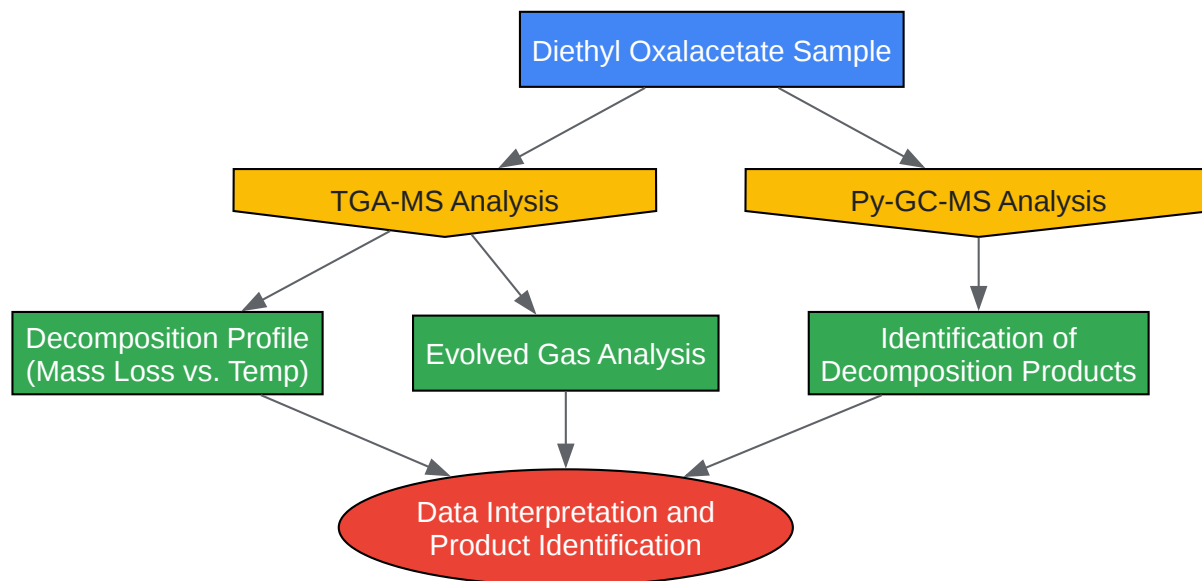 Diethyl Oxalacetate Sample
TGA-MS Analysis
Py-GC-MS Analysis
Decomposition Profile
(Mass Loss vs. Temp)
Evolved Gas Analysis
Identification of
Decomposition Products
Data Interpretation and
Product Identification